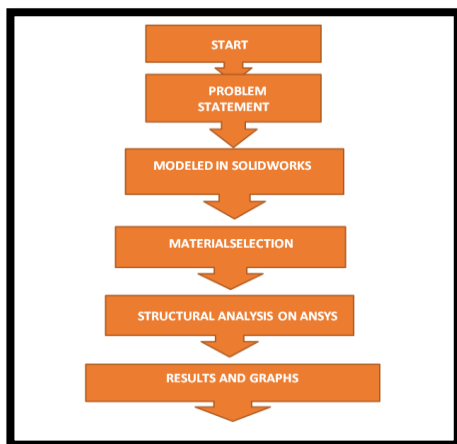 START
PROBLEM
STATEMENT
MODELED IN SOLIDWORKS
MATERIALSELECTION
STRUCTURAL ANALYSIS ON ANSYS
RESULTS AND GRAPHS